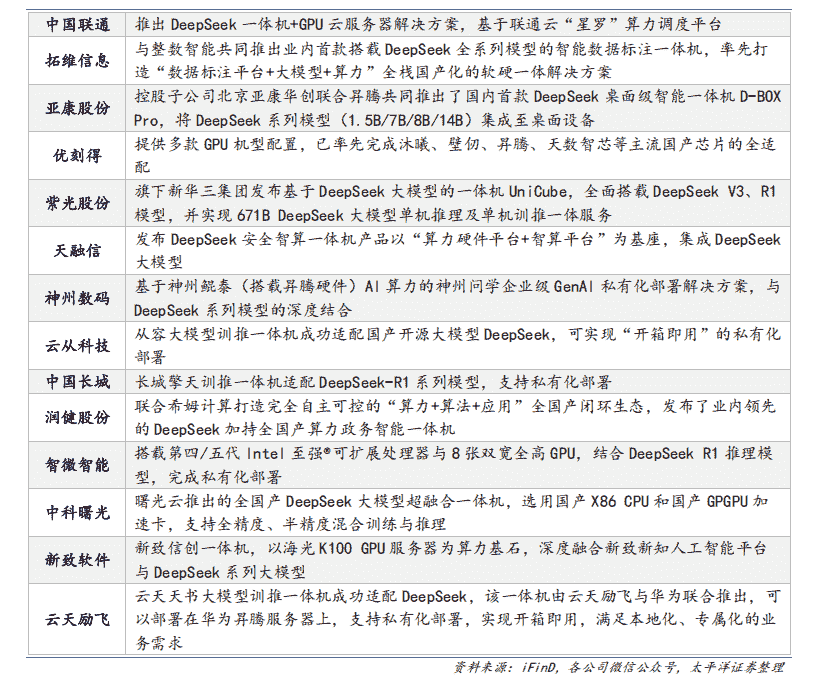 中国联通 推出 DeepSeek 一体机+GPU 云服务器解决方案，基于联通云“星罗”算力调度平台
拓维信息 与整数智能共同推出业内首款搭载 DeepSeek 全系列模型的智能数据标注一体机，率先打
造“数据标注平台+大模型+算力”全栈国产化的软硬一体解决方案
亚康股份 控股子公司北京亚康华创联合昇腾共同推出了国内首款 DeepSeek 桌面级智能一体机 D-BOX
Pro，将 DeepSeek 系列模型（1.5B/7B/8B/14B）集成至桌面设备
优刻得 提供多款 GPU 机型配置，已率先完成沐曦、壁仞、昇腾、天数智芯等主流国产芯片的全适
配
紫光股份 旗下新华三集团发布基于 DeepSeek 大模型的一体机 UniCube，全面搭载 DeepSeek V3、R1
模型，并实现 671B DeepSeek 大模型单机推理及单机训推一体服务
天融信 发布 DeepSeek 安全智算一体机产品以“算力硬件平台+智算平台”为基座，集成 DeepSeek
大模型
神州数码 基于神州鲲泰（搭载昇腾硬件）AI 算力的神州问学企业级 GenAI 私有化部署解决方案，与
DeepSeek 系列模型的深度结合
云从科技 从容大模型训推一体机成功适配国产开源大模型 DeepSeek，可实现“开箱即用”的私有化
部署
中国长城 长城擎天训推一体机适配 DeepSeek-R1 系列模型，支持私有化部署
润健股份 联合希姆计算打造完全自主可控的“算力+算法+应用”全国产闭环生态，发布了业内领先
的 DeepSeek 加持全国产算力政务智能一体机
智微智能 搭载第四/五代 Intel 至强®可扩展处理器与 8 张双宽全高 GPU，结合 DeepSeek R1 推理模
型，完成私有化部署
中科曙光 曙光云推出的全国产 DeepSeek 大模型超融合一体机，选用国产 X86 CPU 和国产 GPGPU 加
速卡，支持全精度、半精度混合训练与推理
新致软件 新致信创一体机，以海光 K100 GPU 服务器为算力基石，深度融合新致新知人工智能平台
与 DeepSeek 系列大模型
云天励飞 云天天书大模型训推一体机成功适配 DeepSeek，该一体机由云天励飞与华为联合推出，可
以部署在华为昇腾服务器上，支持私有化部署，实现开箱即用，满足本地化、专属化的业
务需求
资料来源：iFinD，各公司微信公众号，太平洋证券整理